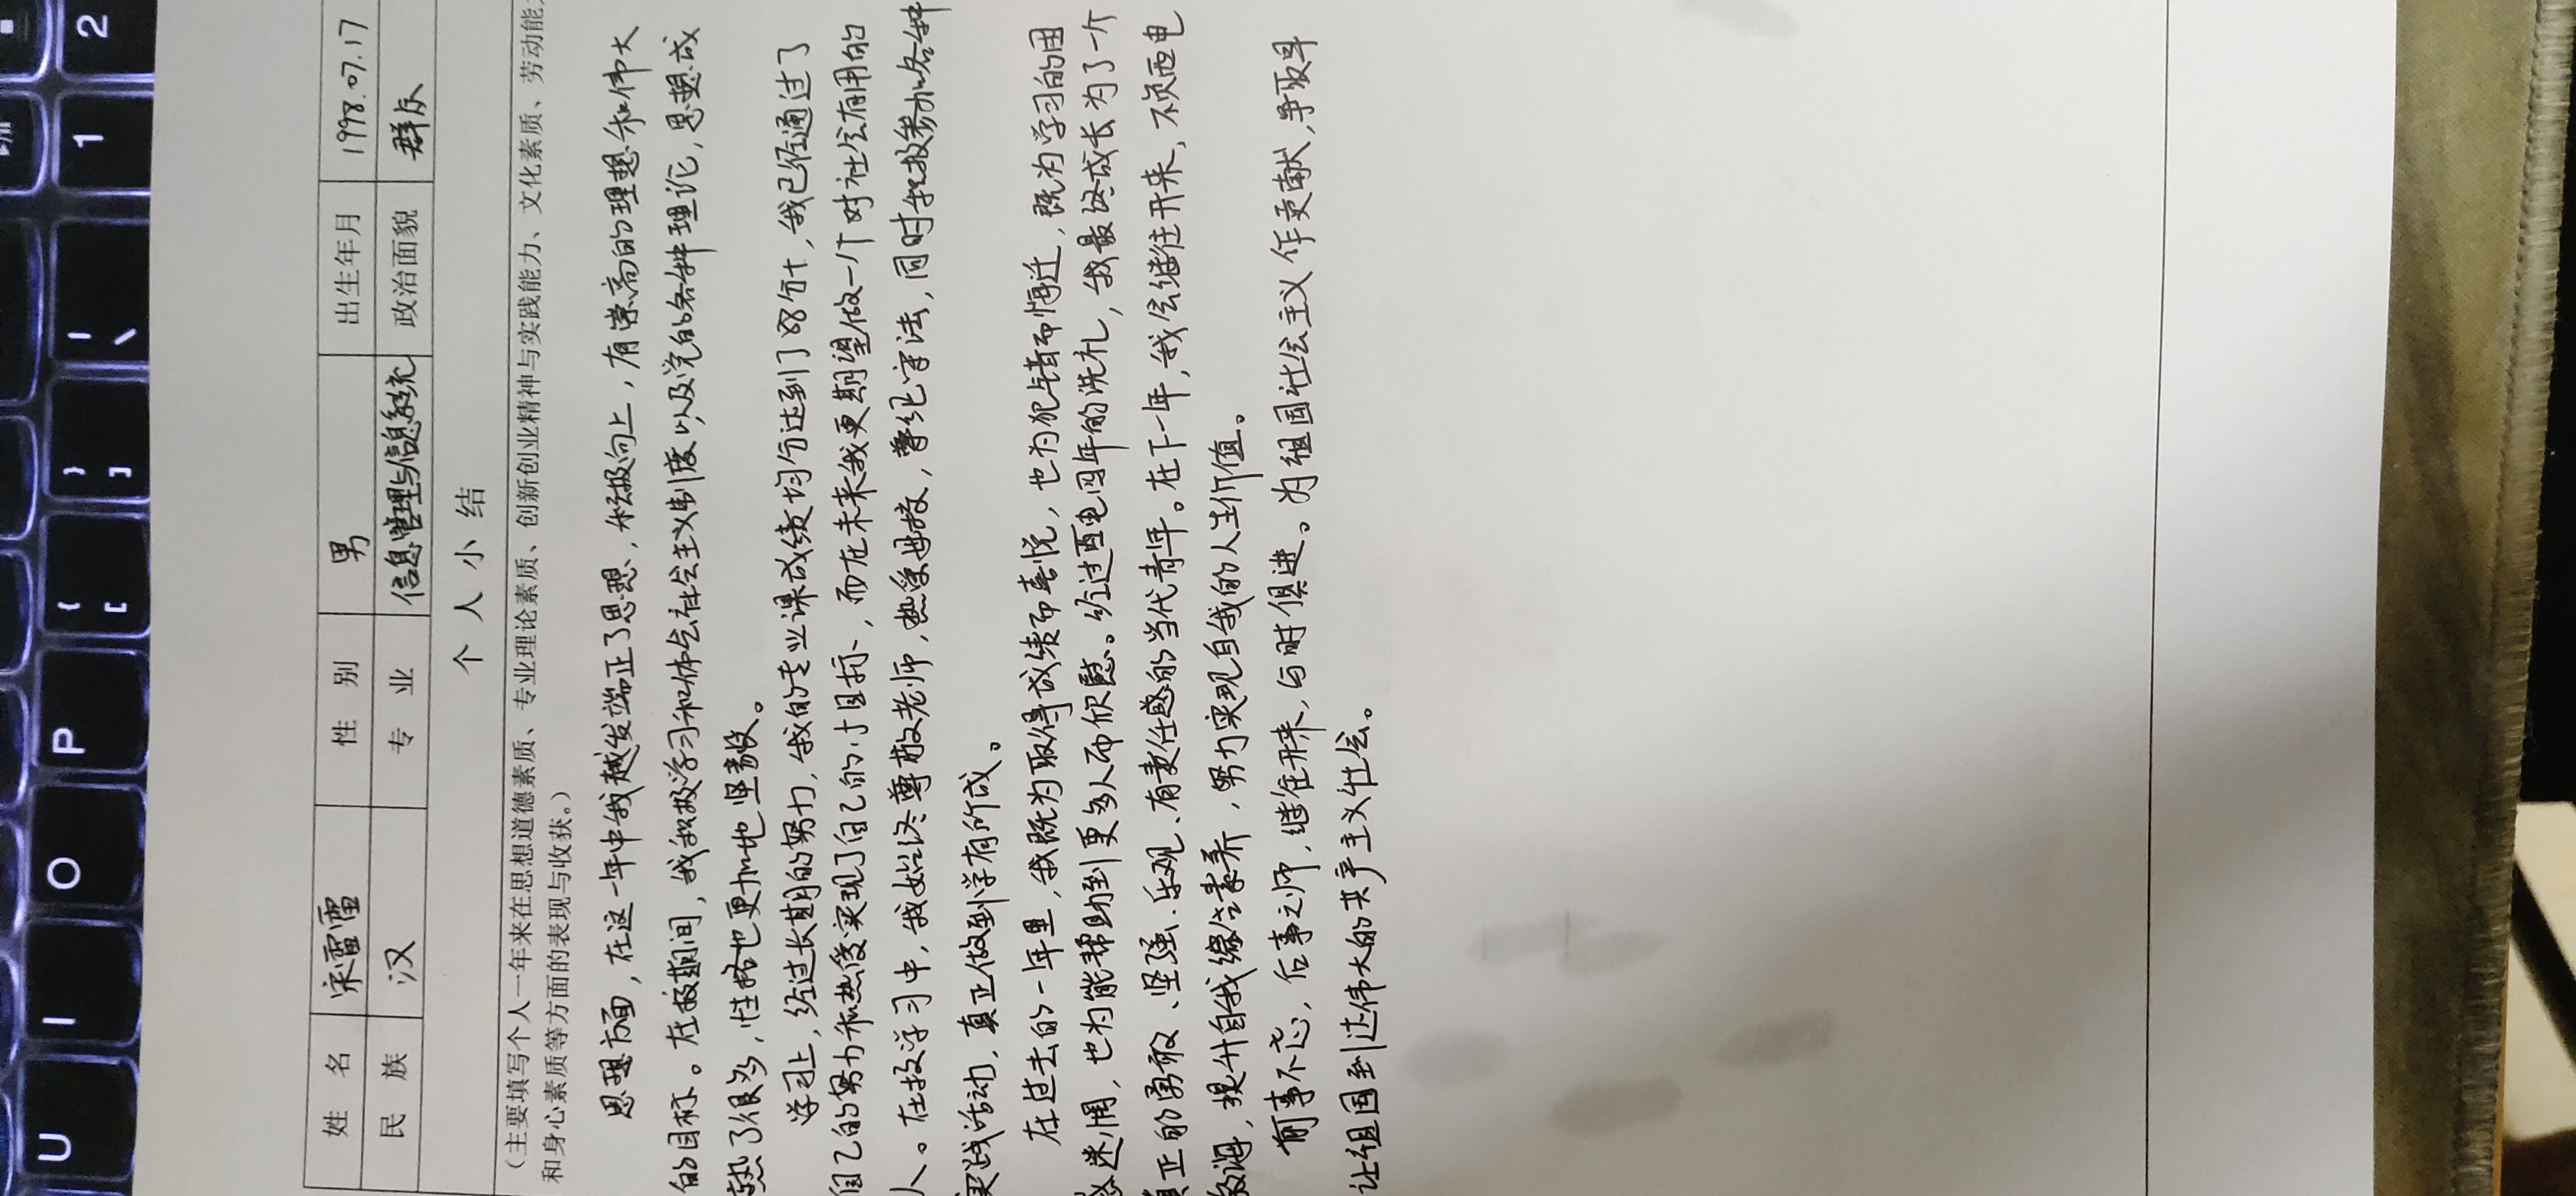 U I O P { [ } ] | \ 1 2
姓名 宋雷雷 性别 男 出生年月 1998.07.17
民族 汉 专业 信息管理与信息系统 政治面貌 群众
个人小结
（主要填写个人一年来在思想道德素质、专业理论素质、创新创业精神与实践能力、文化素质、劳动能力
和身心素质等方面的表现与收获。）
思想方面，在这一年中我越发端正了思想，积极向上，有崇高的理想和伟大
的目标。在校期间，我积极学习和体会社会主义制度以及党的各种理论，思想成
熟了很多，性格也更加地坚毅。
学习上，经过长期的努力，我的专业课成绩均分达到了88分+，我已经通过了
自己的努力和热爱实现了自己的小目标，而在未来我更期望做一个对社会有用的
人。在校学习中，我始终尊敬老师，热爱母校，尊纪守法，同时积极参加各种
实践活动，真正做到学有所成。
在过去的一年里，我既为取得成绩而喜悦，也为犯错而悔过，既为学习的困
惑迷惘，也为能帮助到更多人而欣慰。经过西电四年的洗礼，我最终成长为了一个
真正的勇敢、坚强、乐观、有责任感的当代青年。在下一年，我会继往开来，不负西电
教诲，提升自我综合素养，努力实现自我的人生价值。
前事不忘，后事之师，继往开来，与时俱进。为祖国社会主义作贡献，争取早
让祖国到达伟大的共产主义社会。